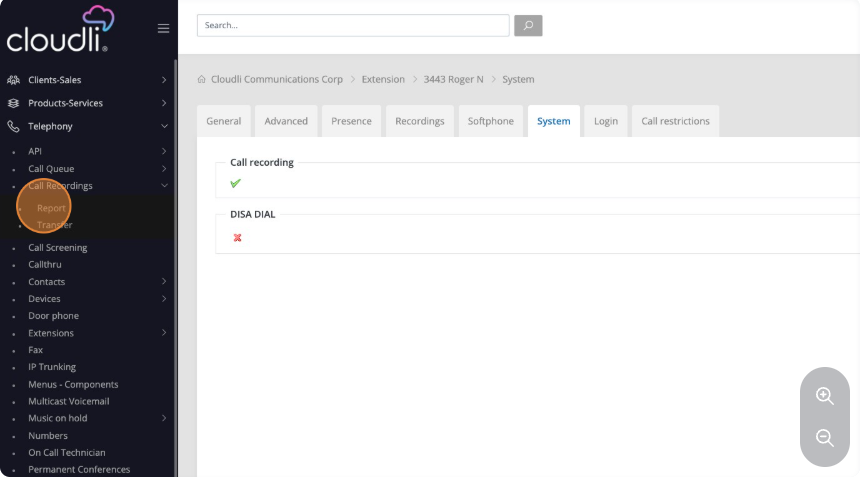 cloudli®
Search...
Clients-Sales
Products-Services
Telephony
API
Call Queue
Call Recordings
Report
Transfer
Call Screening
Callthru
Contacts
Devices
Door phone
Extensions
Fax
IP Trunking
Menus - Components
Multicast Voicemail
Music on hold
Numbers
On Call Technician
Permanent Conferences
Cloudli Communications Corp > Extension > 3443 Roger N > System
General Advanced Presence Recordings Softphone System Login Call restrictions
Call recording
DISA DIAL